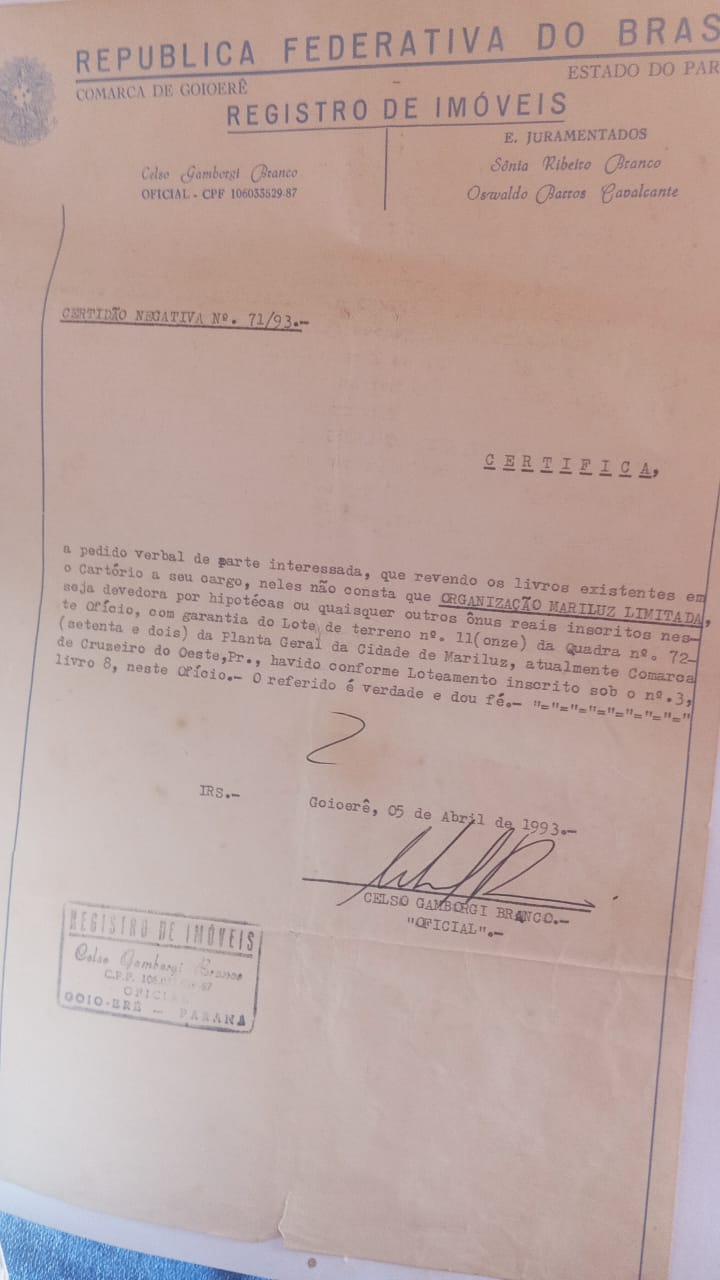 REPUBLICA FEDERATIVA DO BRAS
COMARCA DE GOIOERÊ
ESTADO DO PAR
REGISTRO DE IMÓVEIS
Celso Gamborgi Branco
OFICIAL - CPF 106033529-87
E. JURAMENTADOS
Sônia Ribeiro Branco
Oswaldo Barros Cavalcante
CERTIDÃO NEGATIVA Nº. 71/93.-
C E R T I F I C A,
a pedido verbal de parte interessada, que revendo os livros existentes em
o Cartório a seu cargo, neles não consta que ORGANIZAÇÃO MARILUZ LIMITADA,
seja devedora por hipotécas ou quaisquer outros ônus reais inscritos nes-
te Ofício, com garantia do Lote de terreno nº. 11(onze) da Quadra nº. 72-
(setenta e dois) da Planta Geral da Cidade de Mariluz, atualmente Comarca
de Cruzeiro do Oeste,Pr., havido conforme Loteamento inscrito sob o nº.3,
livro 8, neste Ofício.- O referido é verdade e dou fé.- "="="="="="="="="
IRS.-
Goioerê, 05 de Abril de 1993.-
CELSO GAMBORGI BRANCO.-
"OFICIAL".-
REGISTRO DE IMÓVEIS
Celso Gamborgi Branco
C.P.F.
OFICIAL
GOIO-ERÊ - PARANÁ